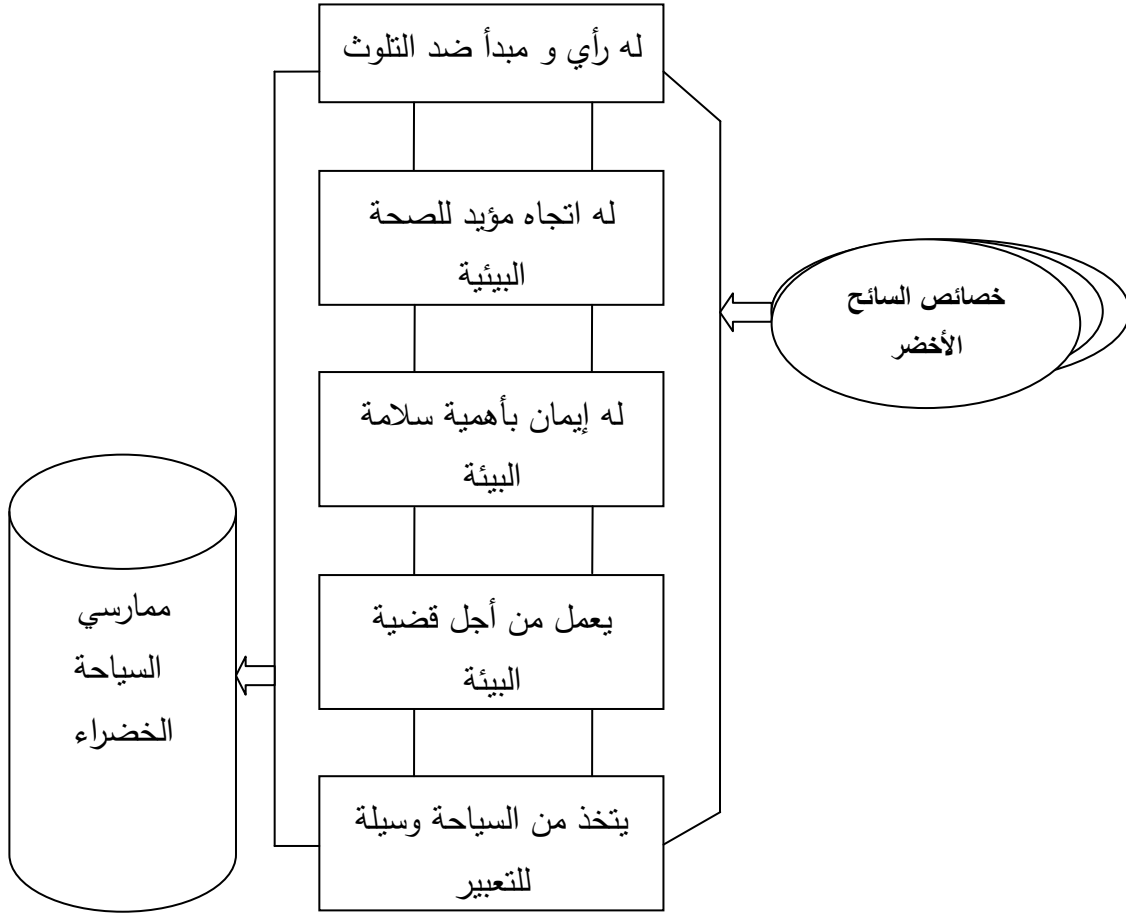 له رأي و مبدأ ضد التلوث
له اتجاه مؤيد للصحة
البيئية
خصائص السائح
الأخضر
له إيمان بأهمية سلامة
البيئة
يعمل من أجل قضية
البيئة
ممارسي
السياحة
الخضراء
يتخذ من السياحة وسيلة
للتعبير